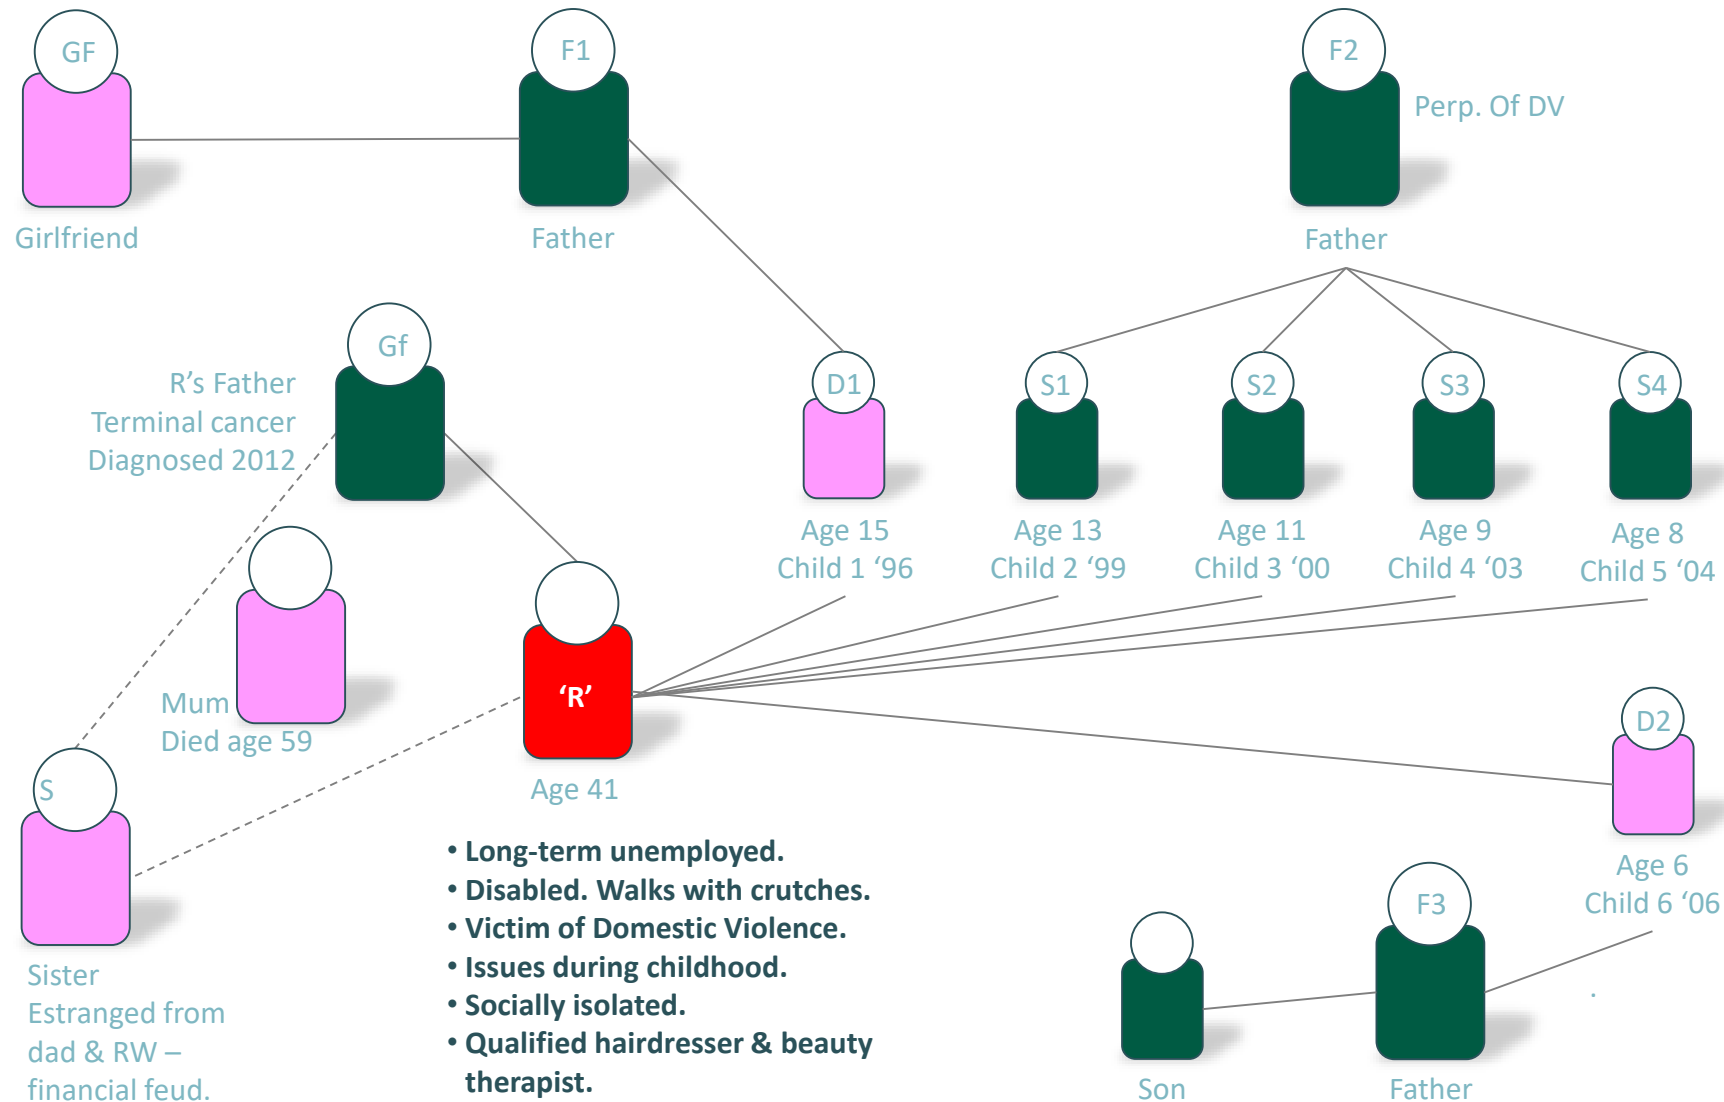 GF
F1
F2
Perp. Of DV
Girlfriend
Father
Father
Gf
R’s Father
Terminal cancer
Diagnosed 2012
D1
S1
S2
S3
S4
Age 15
Child 1 ‘96
Age 13
Child 2 ‘99
Age 11
Child 3 ‘00
Age 9
Child 4 ‘03
Age 8
Child 5 ‘04
Mum
Died age 59
‘R’
Age 41
S
Sister
Estranged from
dad & RW –
financial feud.
• Long-term unemployed.
• Disabled. Walks with crutches.
• Victim of Domestic Violence.
• Issues during childhood.
• Socially isolated.
• Qualified hairdresser & beauty
therapist.
D2
Age 6
Child 6 ‘06
F3
.
Son
Father